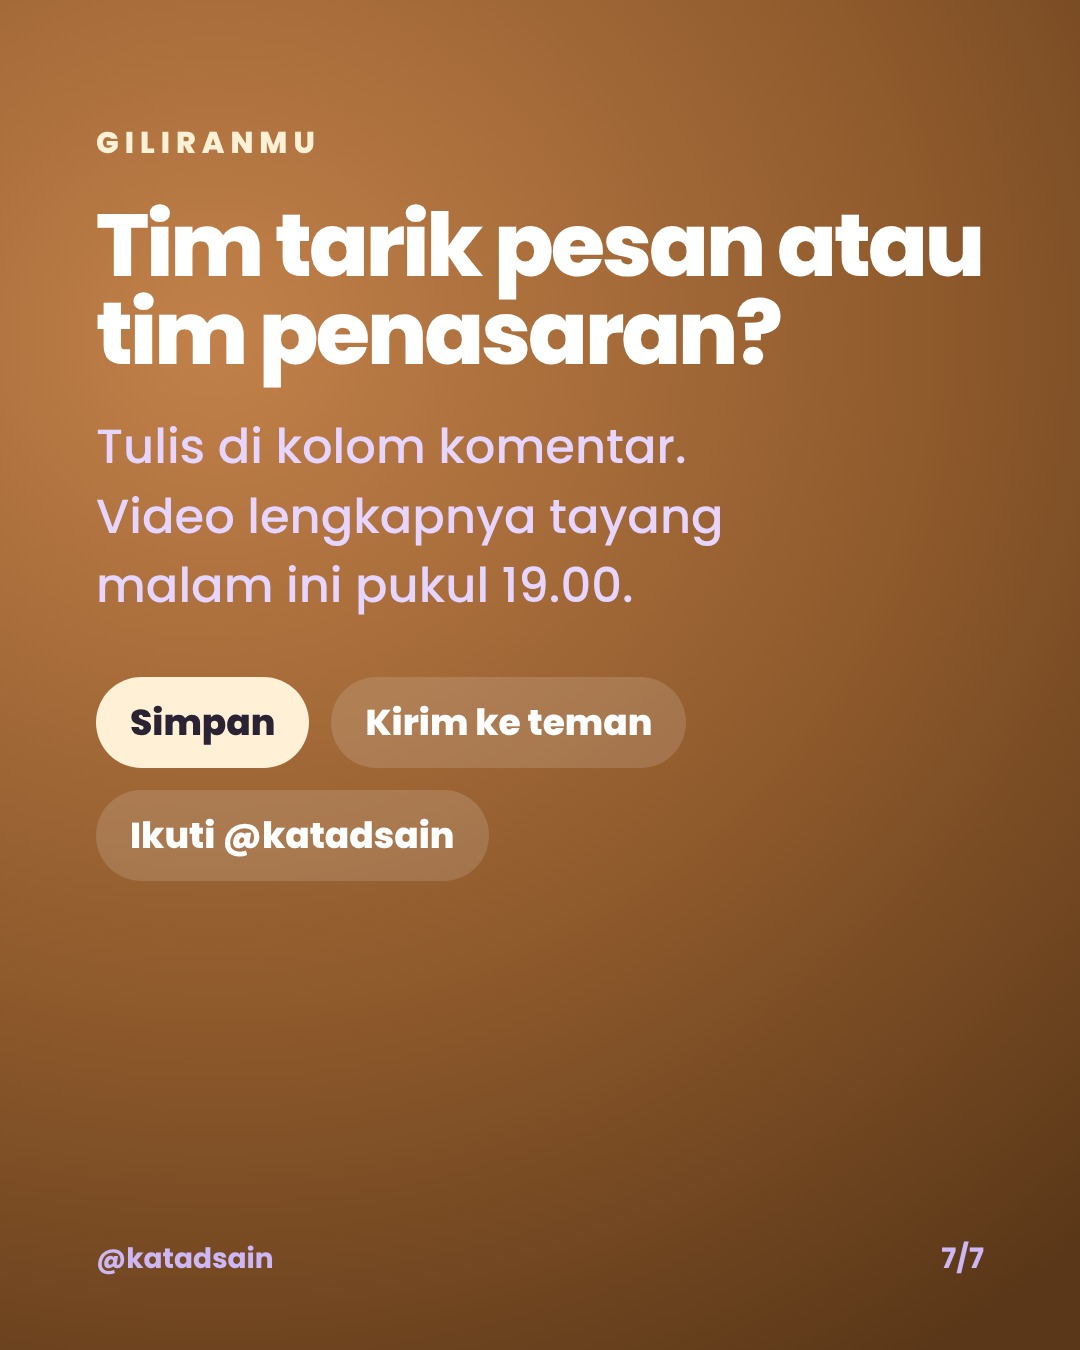 GILIRANMU
Tim tarik pesan atau
tim penasaran?
Tulis di kolom komentar.
Video lengkapnya tayang
malam ini pukul 19.00.
Simpan
Kirim ke teman
Ikuti @katadsain
@katadsain
7/7